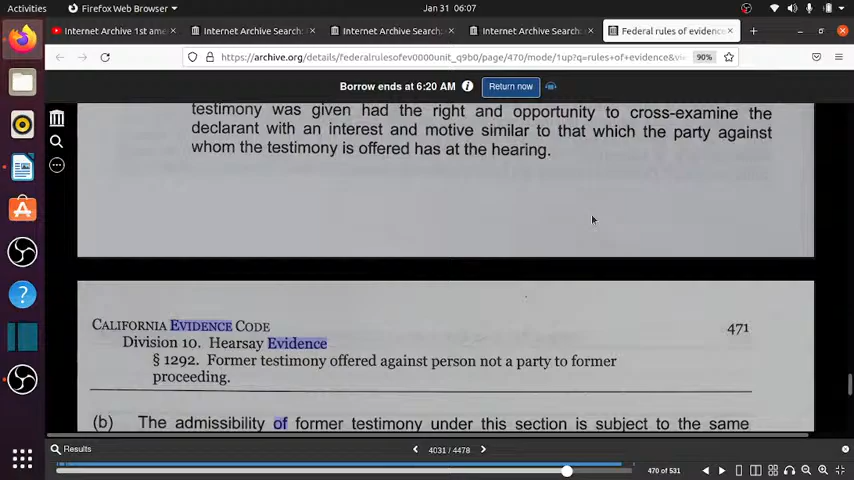 Activities
Firefox Web Browser
Jan 31 06:07
Internet Archive 1st ame
Internet Archive Search:
Internet Archive Search:
Internet Archive Search:
Federal rules of evidence
https://archive.org/details/federalrulesofev0000unit_q9b0/page/470/mode/1up?q=rules+of+evidence&vi
90%
Borrow ends at 6:20 AM
Return now
testimony was given had the right and opportunity to cross-examine the
declarant with an interest and motive similar to that which the party against
whom the testimony is offered has at the hearing.
CALIFORNIA EVIDENCE CODE
471
Division 10. Hearsay Evidence
§ 1292. Former testimony offered against person not a party to former
proceeding.
(b) The admissibility of former testimony under this section is subject to the same
Results
4031 / 4478
470 of 531